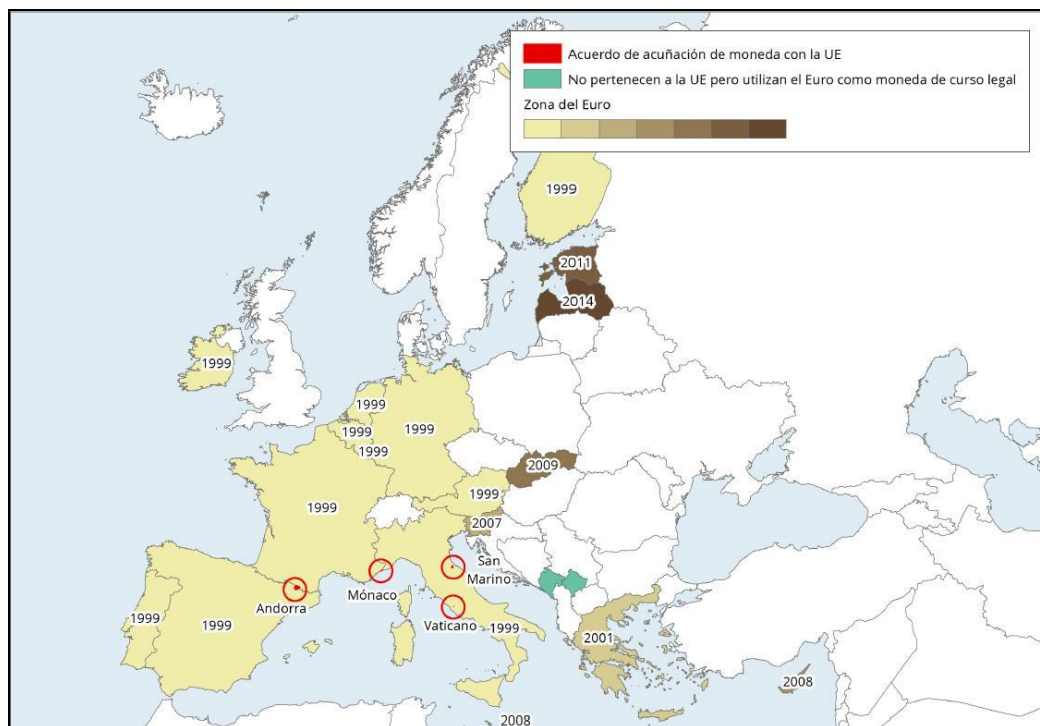 Acuerdo de acuñación de moneda con la UE
No pertenecen a la UE pero utilizan el Euro como moneda de curso legal
Zona del Euro
1999
2011
2014
1999
1999
1999
1999
1999
2009
1999
1999
2007
San
Marino
Mónaco
Andorra
Vaticano
1999
1999
1999
2001
2008
2008